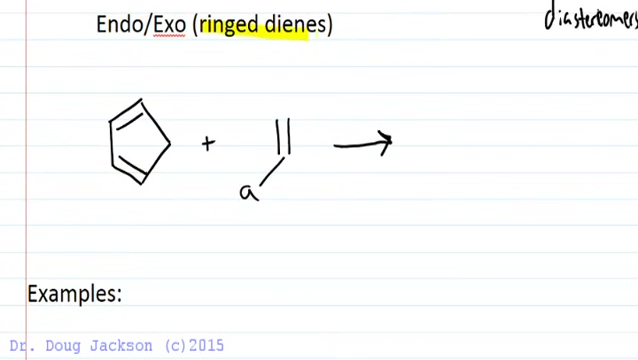 diastereomers
Endo/Exo (ringed dienes)
+
a
Examples:
Dr. Doug Jackson (c)2015